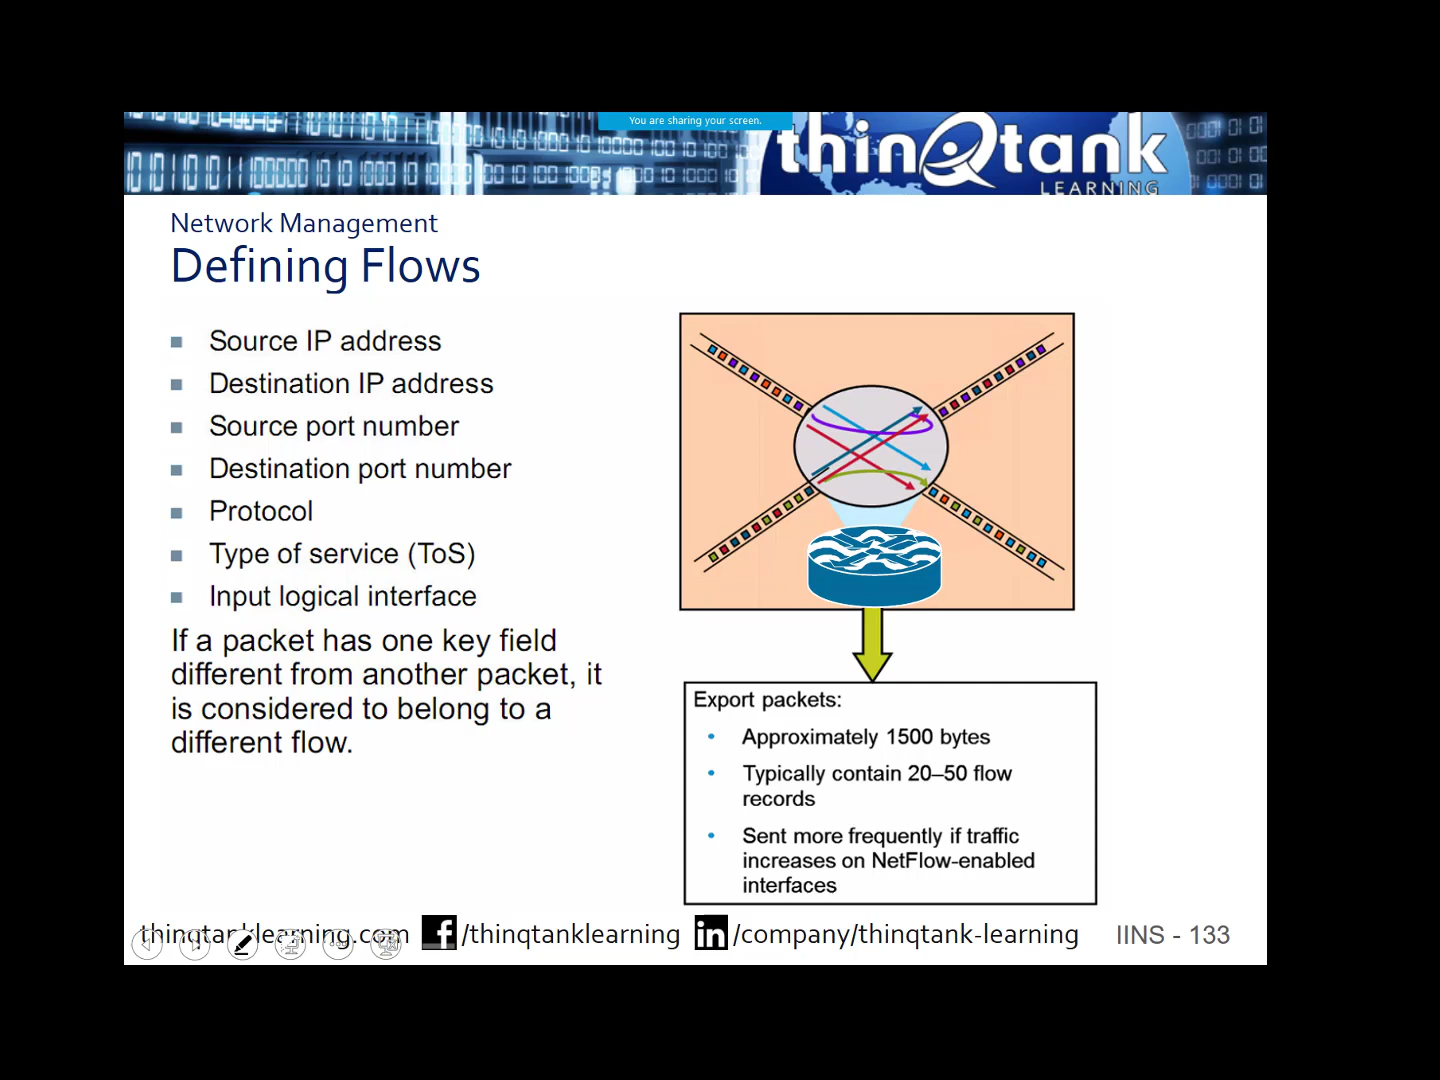 You are sharing your screen.
thinQtank
LEARNING
Network Management
Defining Flows
Source IP address
Destination IP address
Source port number
Destination port number
Protocol
Type of service (ToS)
Input logical interface
If a packet has one key field
different from another packet, it
is considered to belong to a
different flow.
Export packets:
Approximately 1500 bytes
Typically contain 20–50 flow
records
Sent more frequently if traffic
increases on NetFlow-enabled
interfaces
thinqtanklearning.com f /thinqtanklearning in /company/thinqtank-learning IINS - 133